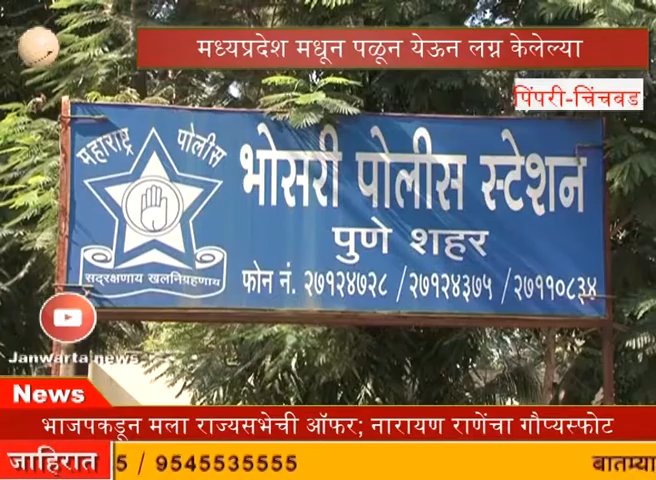 मध्यप्रदेश मधून पळून येऊन लग्न केलेल्या
पिंपरी-चिंचवड
महाराष्ट्र पोलीस
भोसरी पोलीस स्टेशन
पुणे शहर
सद्रक्षणाय खलनिग्रहणाय
फोन नं. २७१२४७२८ /२७१२४३७५ /२७११०८३४
Janwarta news
News
भाजपकडून मला राज्यसभेची ऑफर; नारायण राणेंचा गौप्यस्फोट
जाहिरात 5 / 9545535555 बातम्या